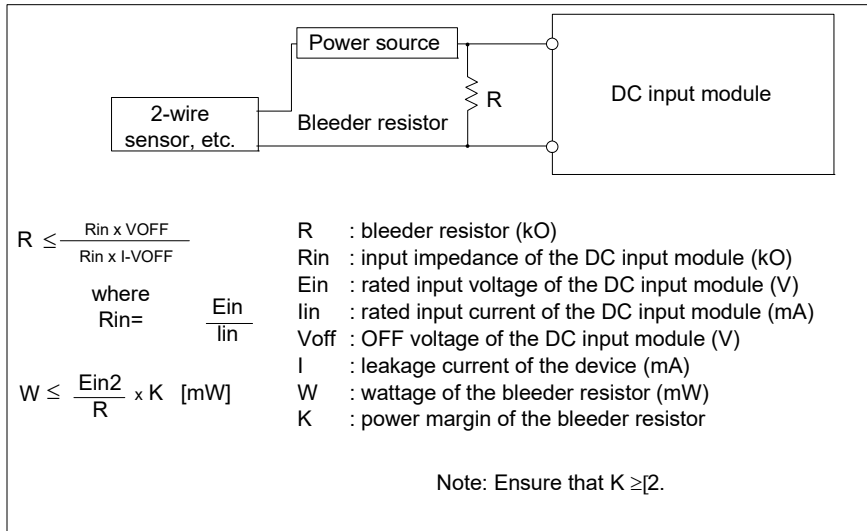 Power source
R
DC input module
2-wire
sensor, etc.
Bleeder resistor
R ≤ Rin x VOFF
Rin x I-VOFF
where
Rin= Ein
Iin
W ≤ Ein2 x K [mW]
R
R : bleeder resistor (kO)
Rin : input impedance of the DC input module (kO)
Ein : rated input voltage of the DC input module (V)
Iin : rated input current of the DC input module (mA)
Voff : OFF voltage of the DC input module (V)
I : leakage current of the device (mA)
W : wattage of the bleeder resistor (mW)
K : power margin of the bleeder resistor
Note: Ensure that K ≥[2.